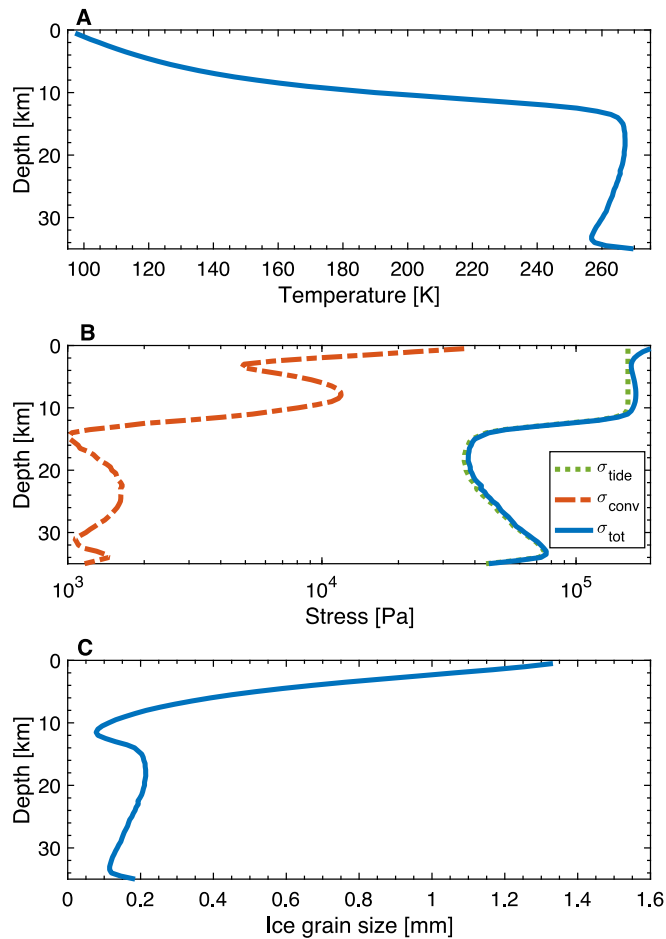 A
0
10
20
30
Depth [km]
100 120 140 160 180 200 220 240 260
Temperature [K]
B
0
10
20
30
Depth [km]
σtide
σconv
σtot
10³ 10⁴ 10⁵
Stress [Pa]
C
0
10
20
30
Depth [km]
0 0.2 0.4 0.6 0.8 1 1.2 1.4 1.6
Ice grain size [mm]